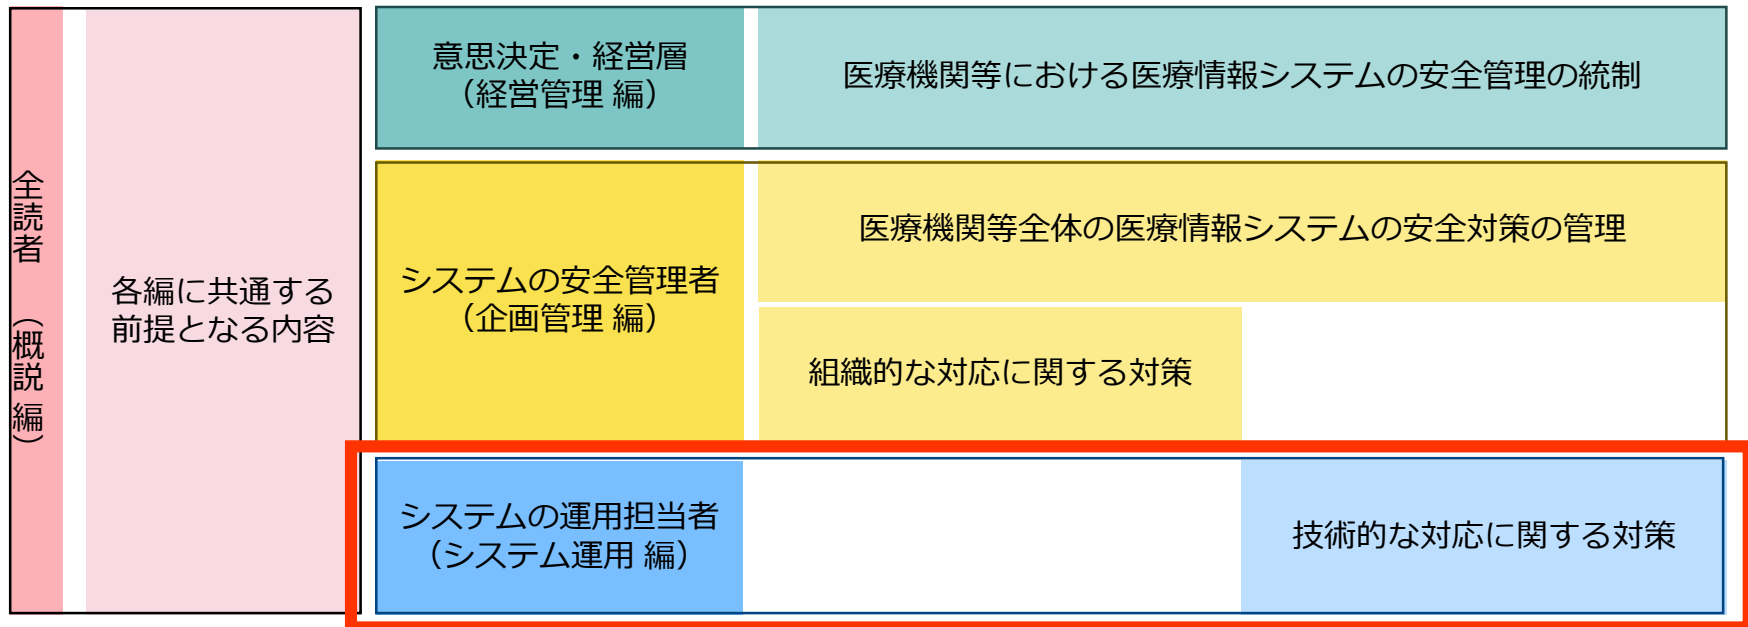 全読者 （概説 編）
各編に共通する
前提となる内容
意思決定・経営層
（経営管理 編）
医療機関等における医療情報システムの安全管理の統制
システムの安全管理者
（企画管理 編）
医療機関等全体の医療情報システムの安全対策の管理
組織的な対応に関する対策
システムの運用担当者
（システム運用 編）
技術的な対応に関する対策